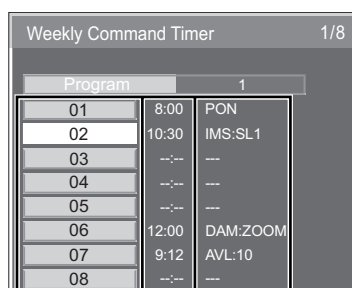 Weekly Command Timer 1/8
Program 1
01 8:00 PON
02 10:30 IMS:SL1
03 --:-- ---
04 --:-- ---
05 --:-- ---
06 12:00 DAM:ZOOM
07 9:12 AVL:10
08 --:-- ---